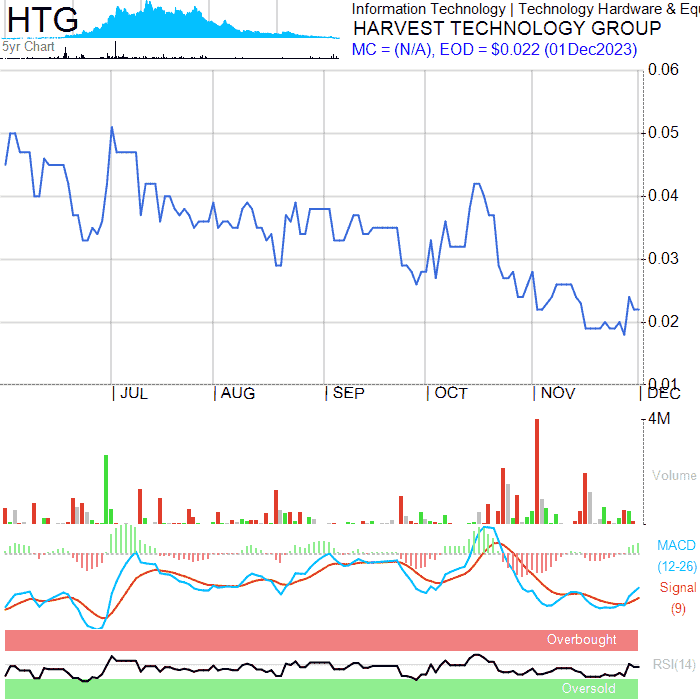 HTG
5yr Chart
Information Technology | Technology Hardware & Equ
HARVEST TECHNOLOGY GROUP
MC = (N/A), EOD = $0.022 (01Dec2023)
0.06
0.05
0.04
0.03
0.02
0.01
JUL AUG SEP OCT NOV DEC
4M
Volume
MACD
(12-26)
Signal
(9)
Overbought
RSI(14)
Oversold